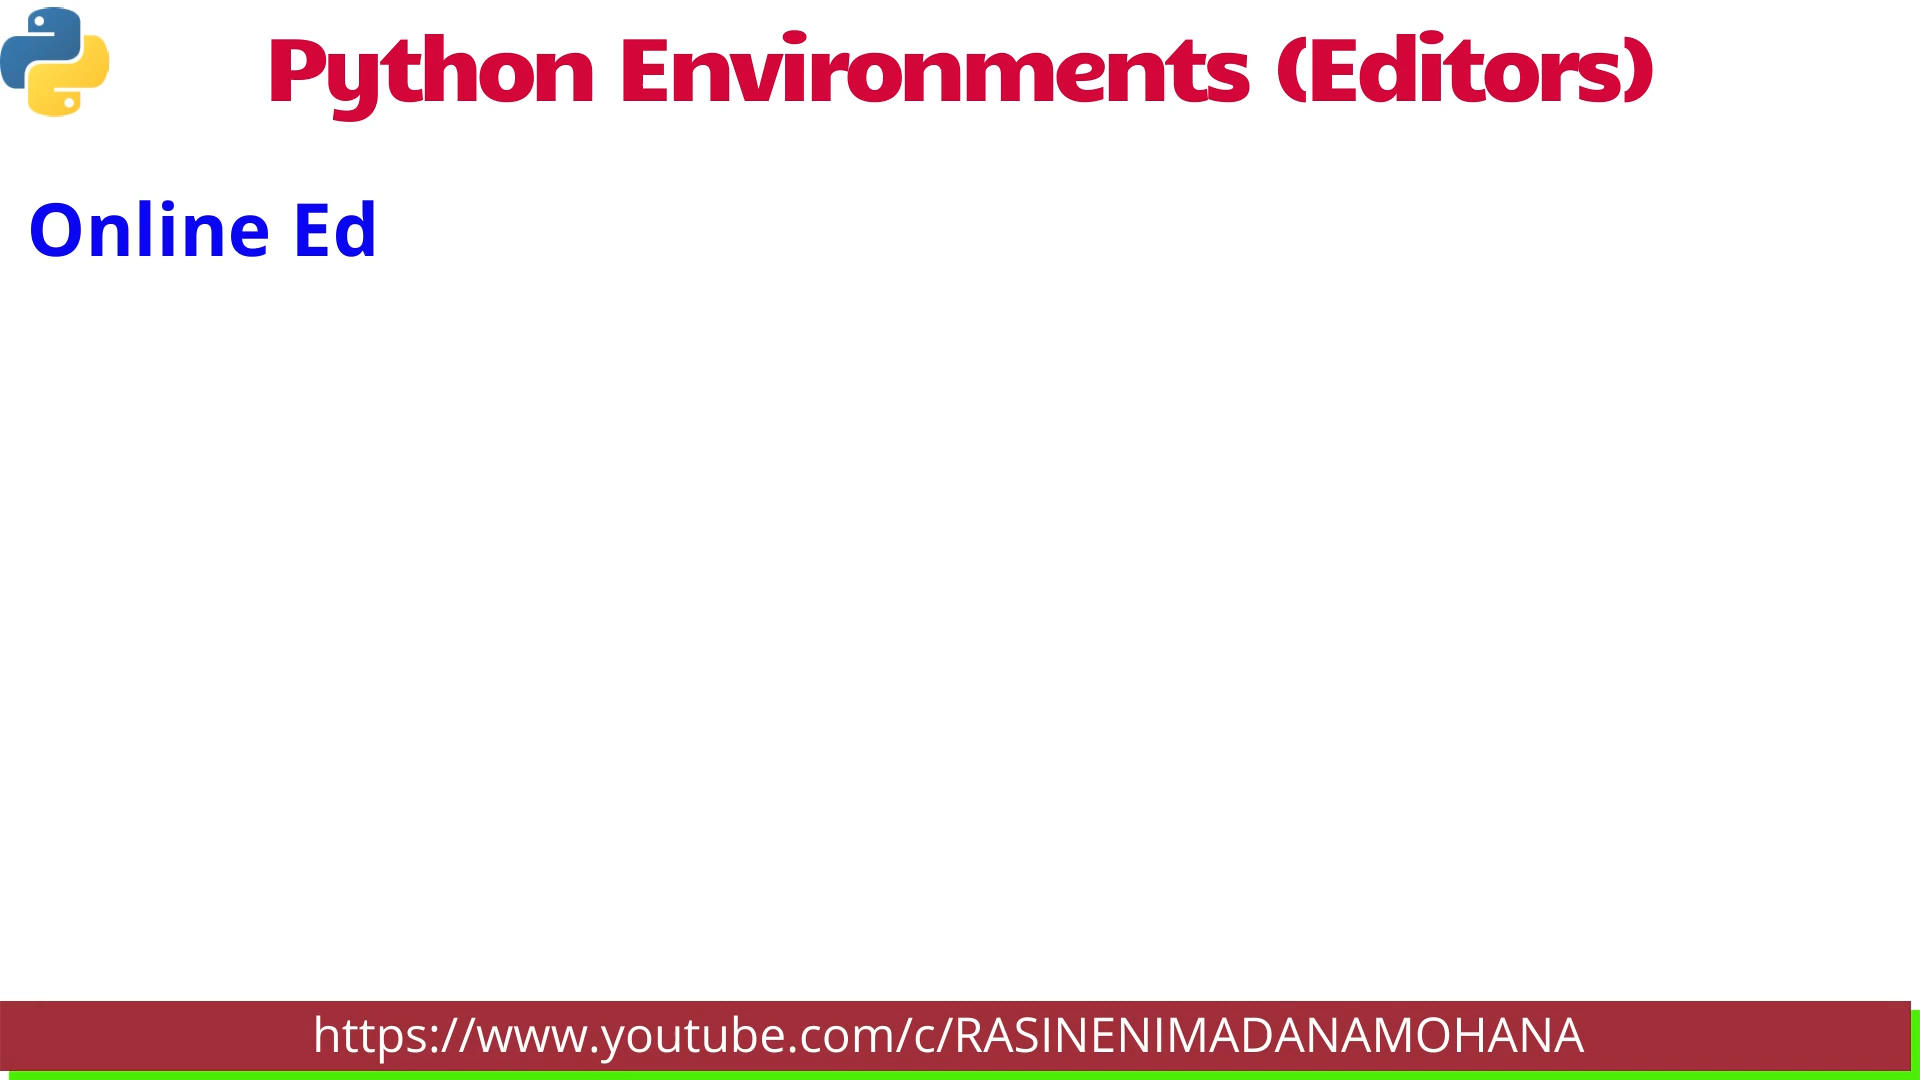 Python Environments (Editors)
Online Ed
https://www.youtube.com/c/RASINENIMADANAMOHANA